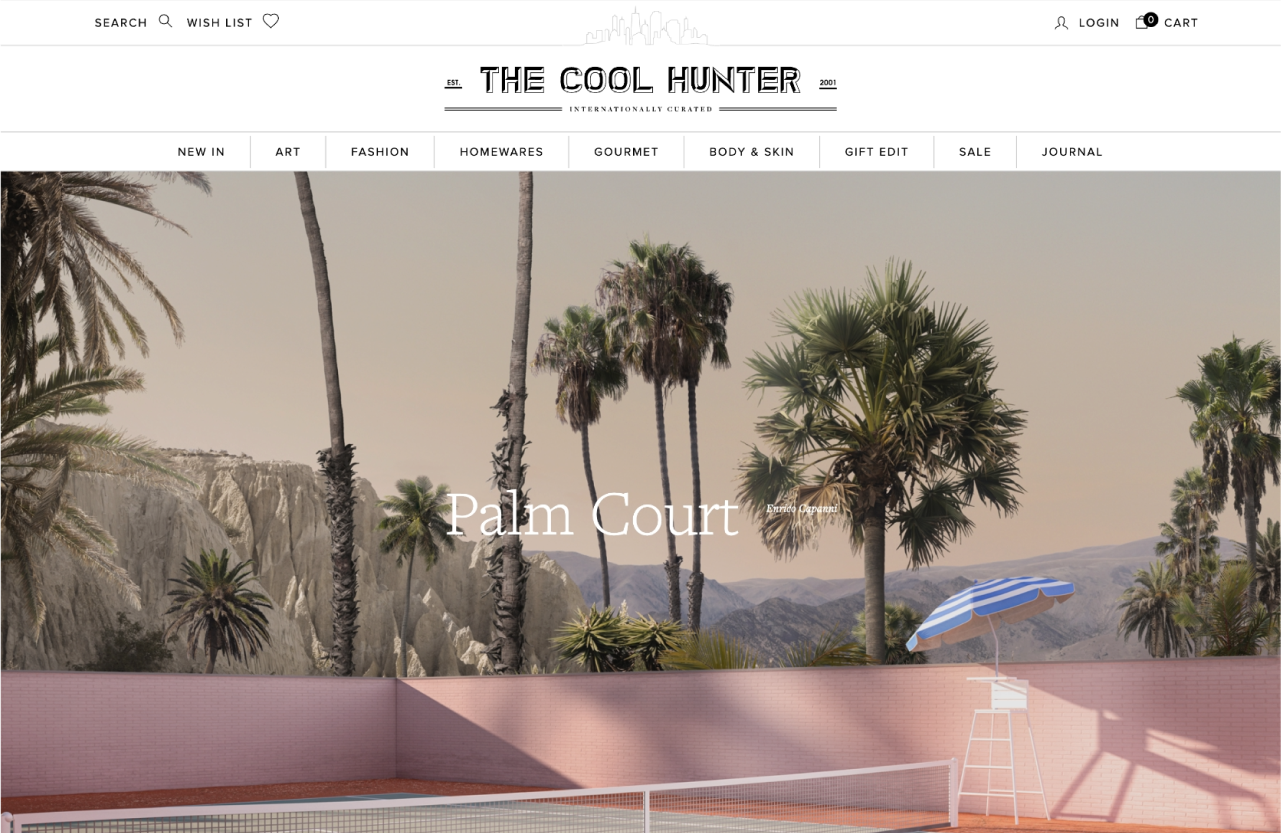 SEARCH WISH LIST LOGIN 0 CART
EST. THE COOL HUNTER 2001
INTERNATIONALLY CURATED
NEW IN ART FASHION HOMEWARES GOURMET BODY & SKIN GIFT EDIT SALE JOURNAL
Palm Court Enrico Capanni